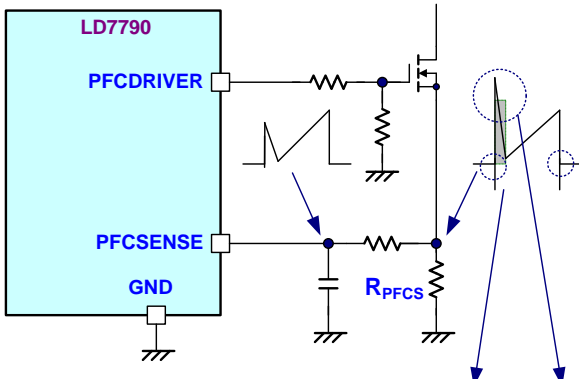 LD7790
PFCDRIVER
PFCSENSE
GND
RPFCS